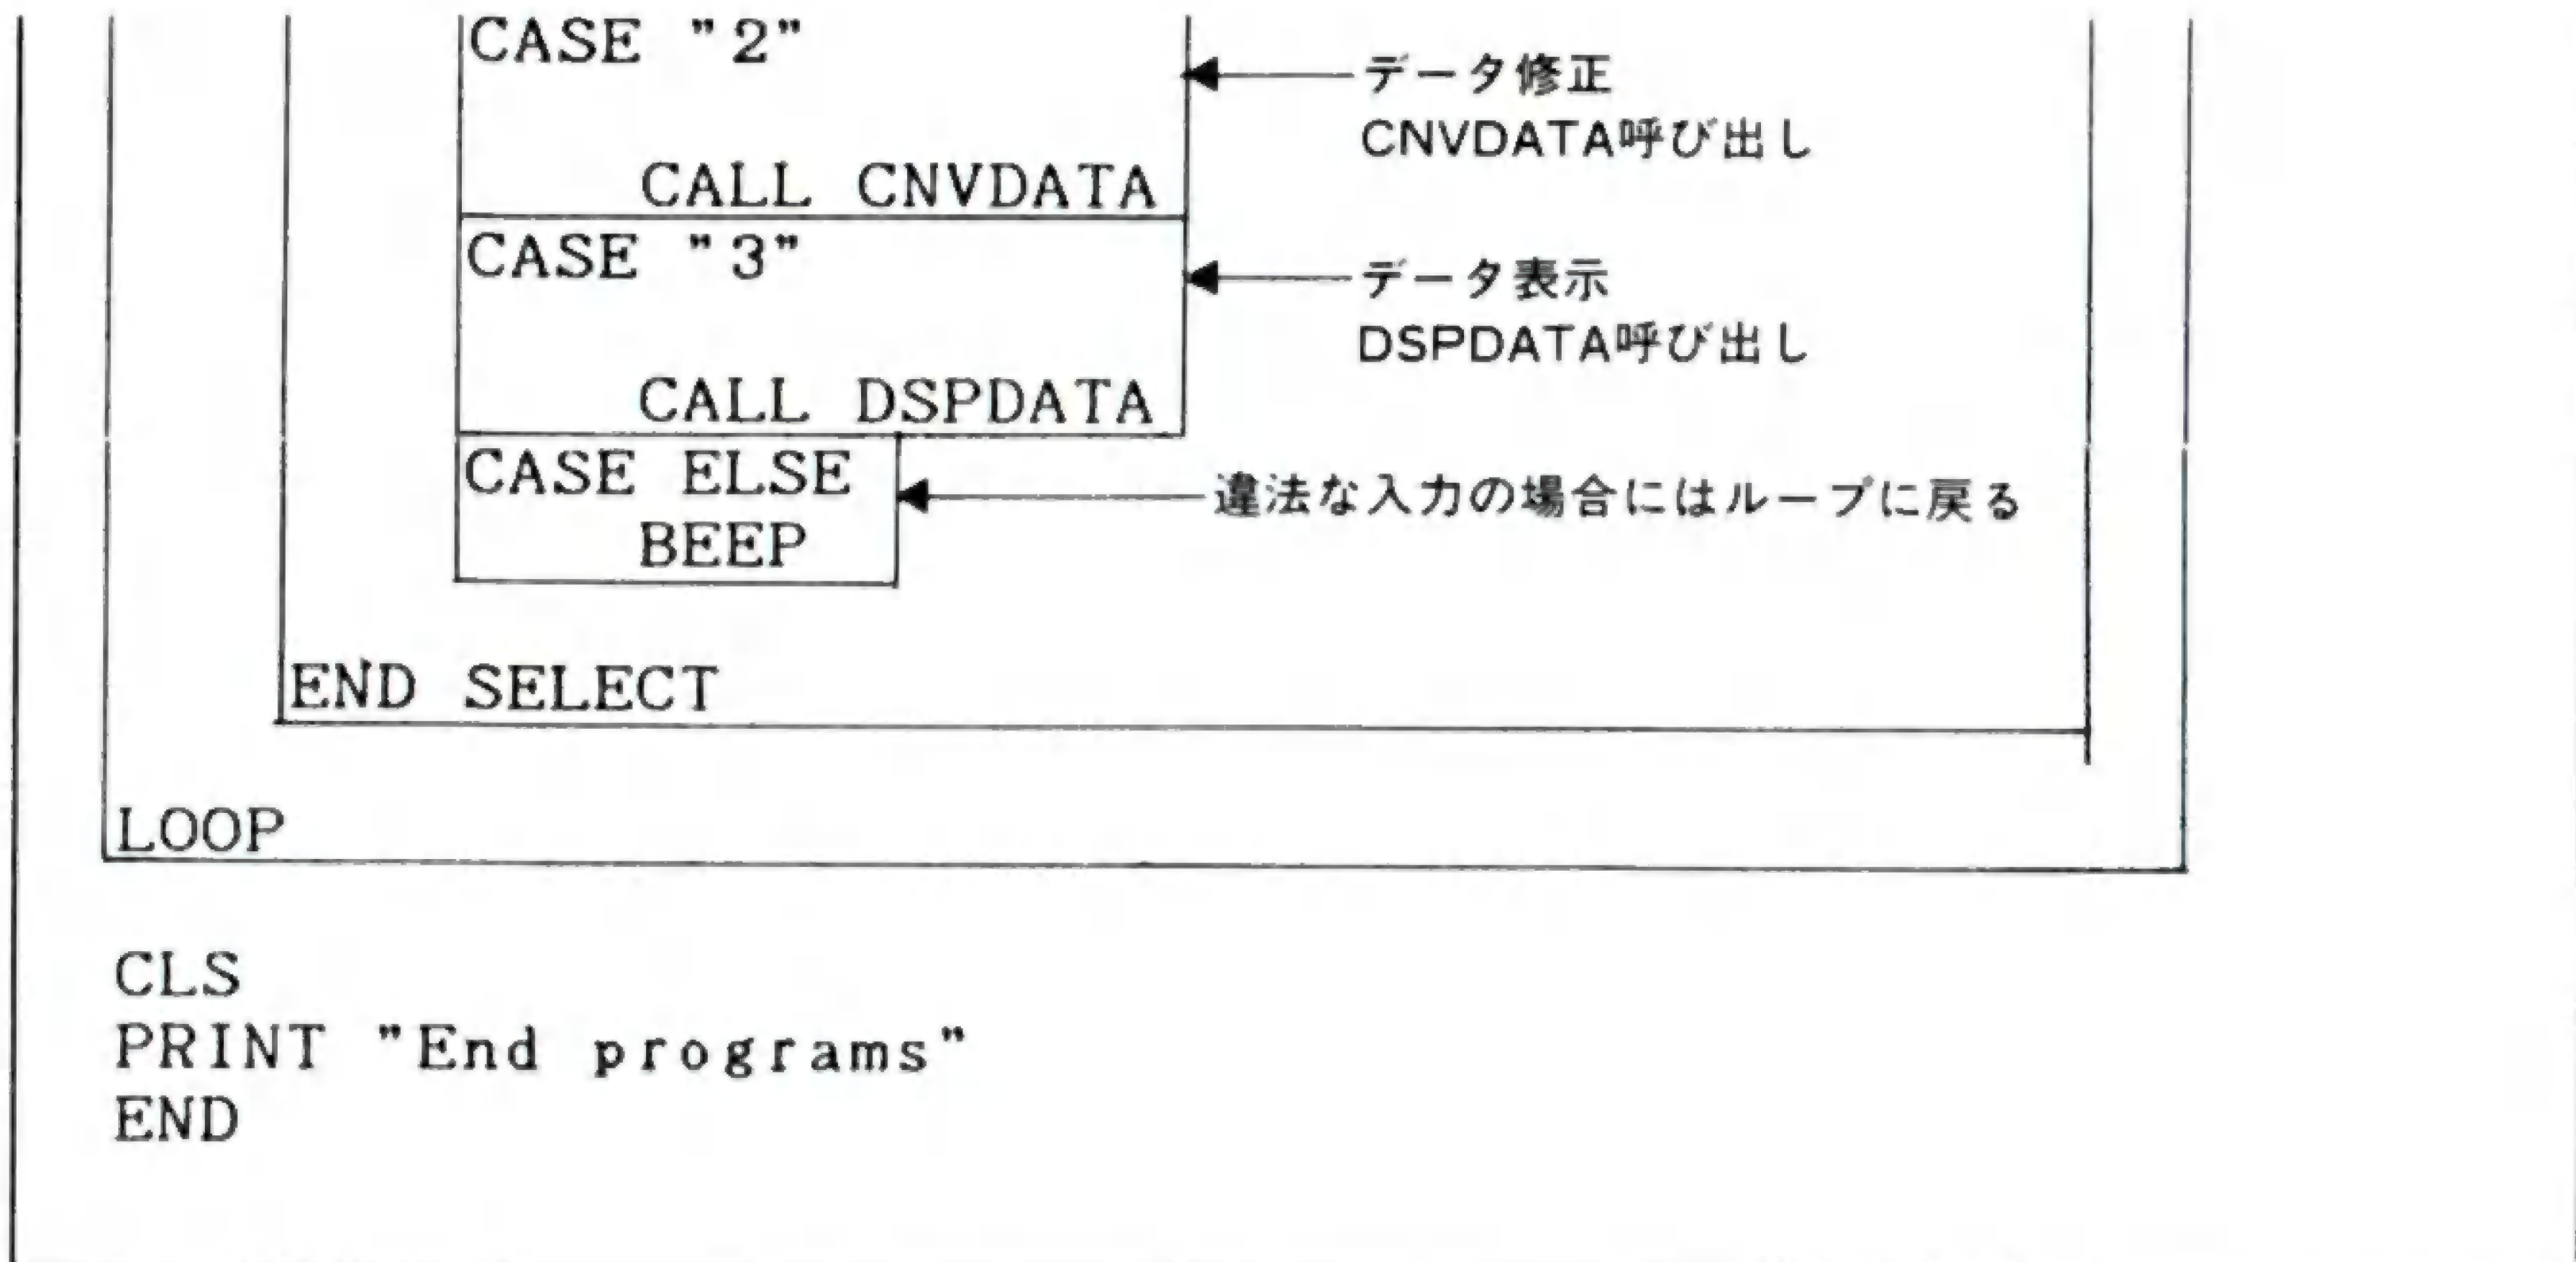 CASE "2"
データ修正
CNVDATA呼び出し
CALL CNVDATA
CASE "3"
データ表示
DSPDATA呼び出し
CALL DSPDATA
CASE ELSE
違法な入力の場合にはループに戻る
BEEP
END SELECT
LOOP
CLS
PRINT "End programs"
END